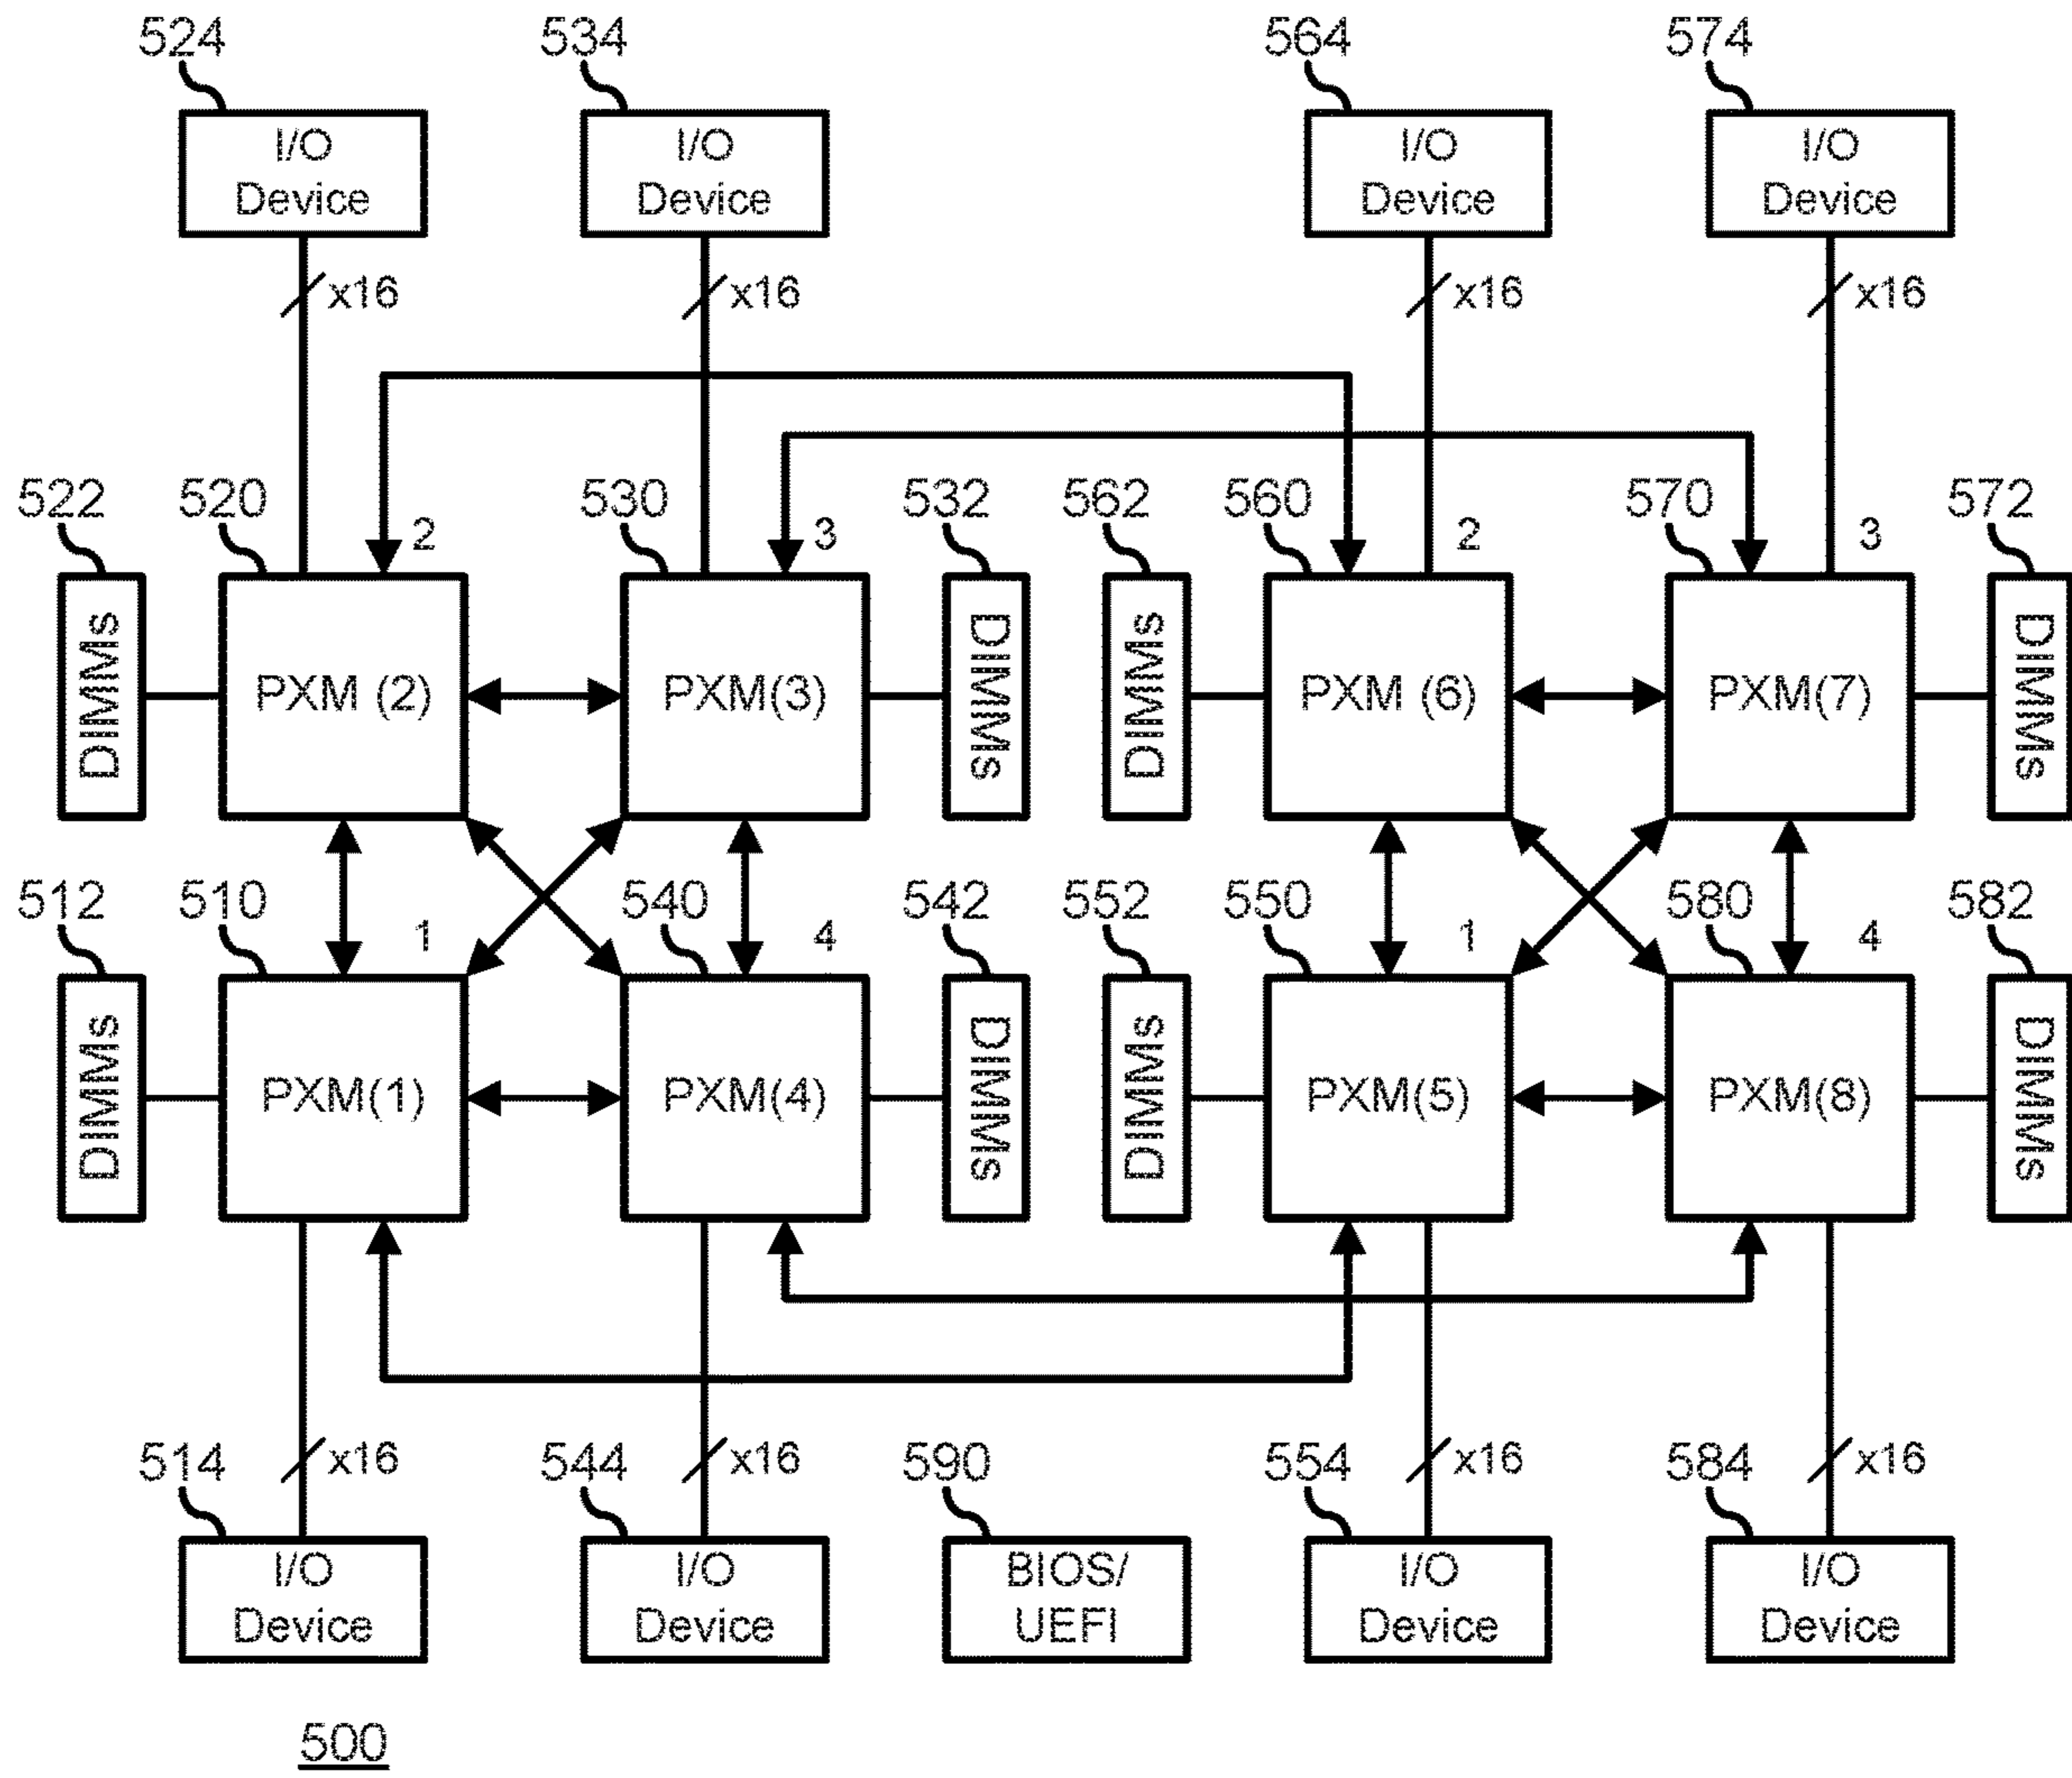 524 534 564 574
I/O I/O I/O I/O
Device Device Device Device
x16 x16 x16 x16
522 520 530 532 562 560 570 572
2 3 2 3
DIMMs PXM (2) PXM(3) DIMMs DIMMs PXM (6) PXM(7) DIMMs
512 510 540 542 552 550 580 582
1 4 1 4
DIMMs PXM(1) PXM(4) DIMMs DIMMs PXM(5) PXM(8) DIMMs
x16 x16 x16 x16
514 544 590 554 584
I/O I/O BIOS/ I/O I/O
Device Device UEFI Device Device
500